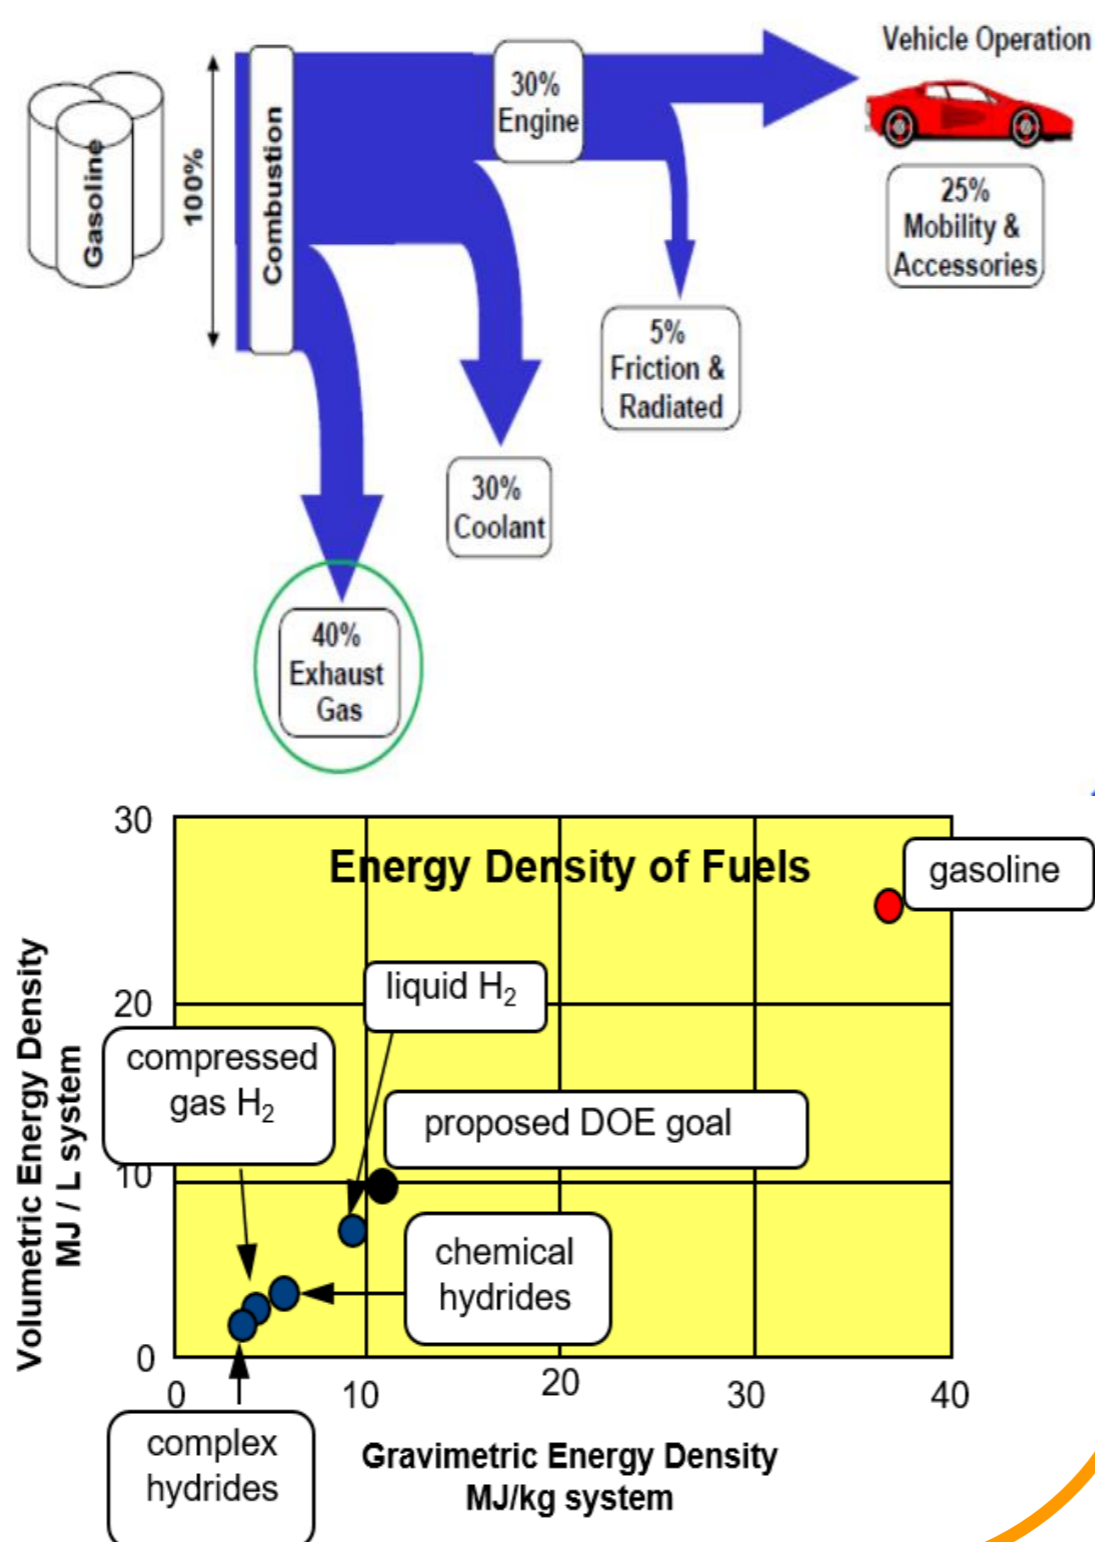 Vehicle Operation
30%
Engine
Gasoline
100%
Combustion
25%
Mobility &
Accessories
5%
Friction &
Radiated
30%
Coolant
40%
Exhaust
Gas
30
Energy Density of Fuels
gasoline
liquid H₂
20
compressed
gas H₂
proposed DOE goal
10
Volumetric Energy Density
MJ / L system
chemical
hydrides
0
0 10 20 30 40
complex
hydrides
Gravimetric Energy Density
MJ/kg system